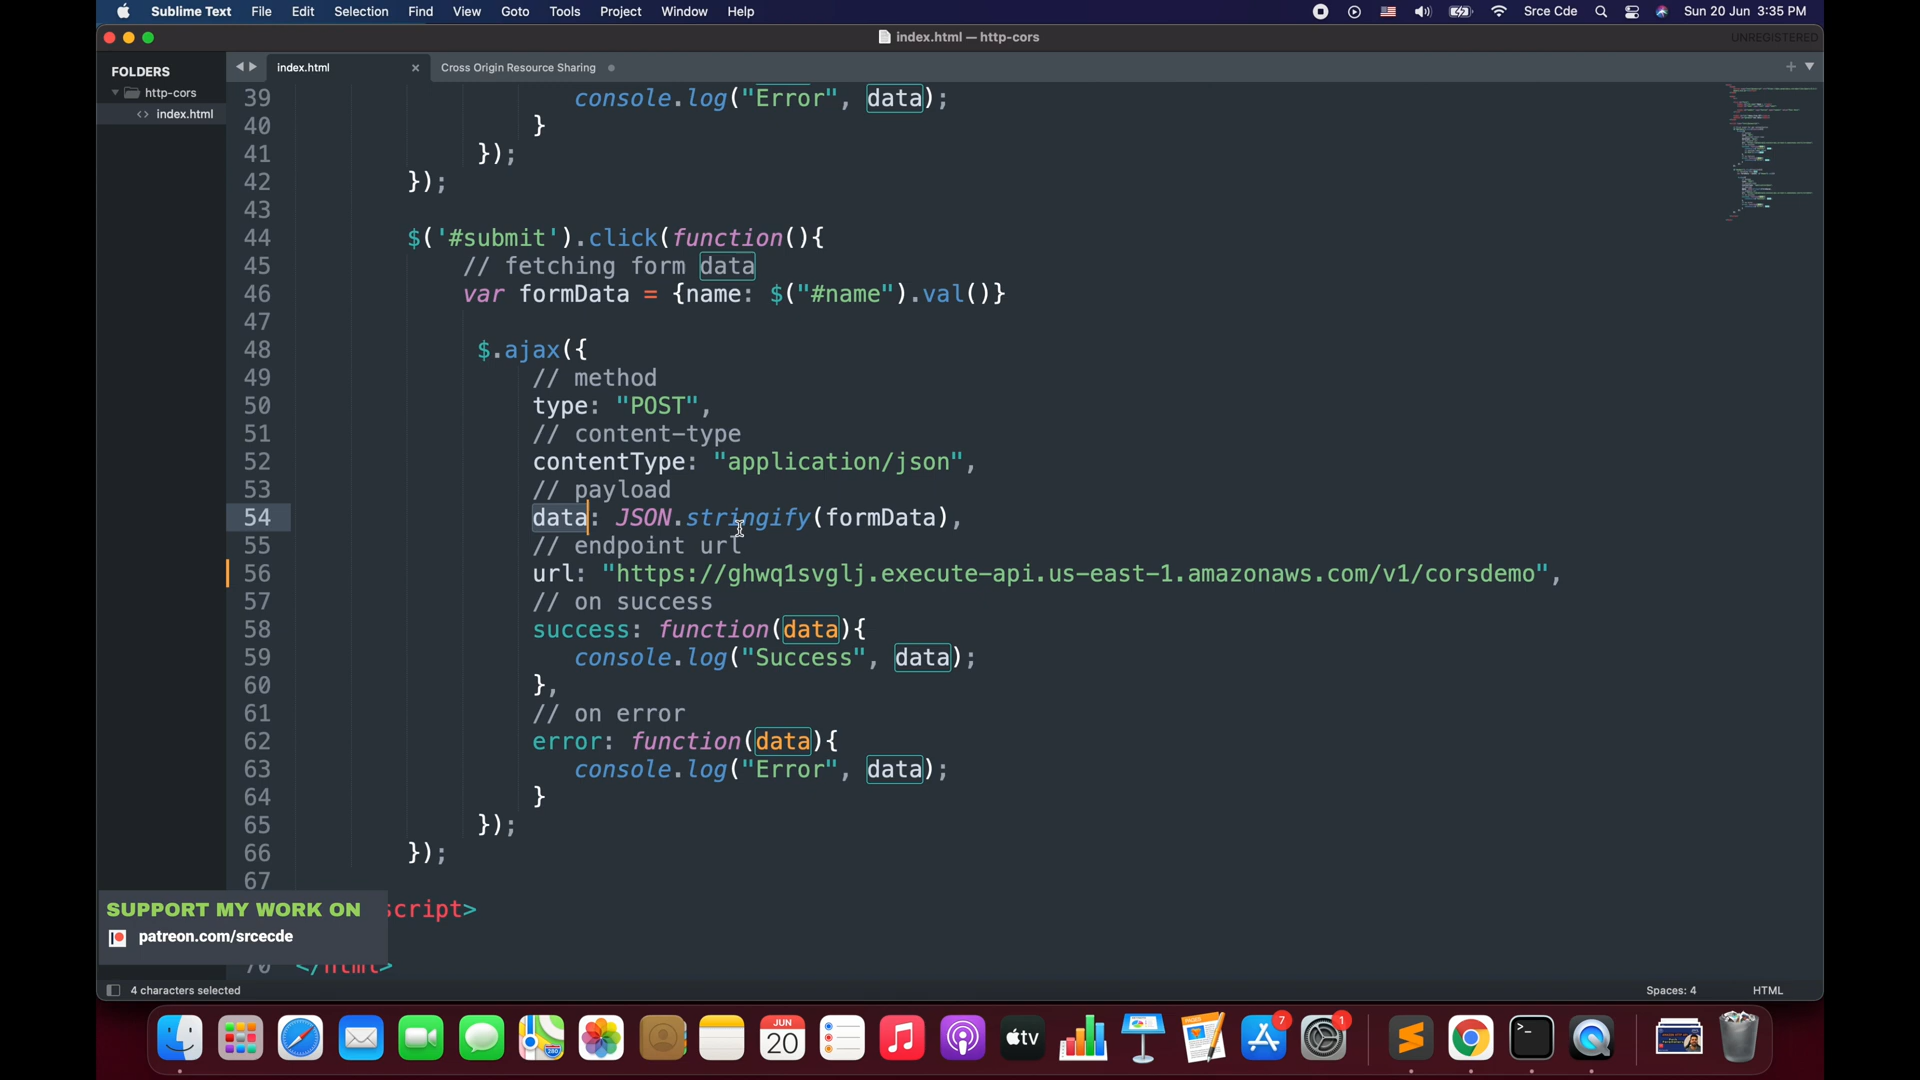 Sublime Text File Edit Selection Find View Goto Tools Project Window Help Srce Cde Sun 20 Jun 3:35 PM
index.html — http-cors UNREGISTERED
FOLDERS
http-cors
<> index.html
index.html × Cross Origin Resource Sharing
39 console.log("Error", data);
40 }
41 });
42 });
43
44 $('#submit').click(function(){
45 // fetching form data
46 var formData = {name: $("#name").val()}
47
48 $.ajax({
49 // method
50 type: "POST",
51 // content-type
52 contentType: "application/json",
53 // payload
54 data: JSON.stringify(formData),
55 // endpoint url
56 url: "https://ghwq1svglj.execute-api.us-east-1.amazonaws.com/v1/corsdemo",
57 // on success
58 success: function(data){
59 console.log("Success", data);
60 },
61 // on error
62 error: function(data){
63 console.log("Error", data);
64 }
65 });
66 });
67
script>
70 </html>
SUPPORT MY WORK ON
patreon.com/srcecde
4 characters selected Spaces: 4 HTML
JUN
20
280
tv
7
1
>_